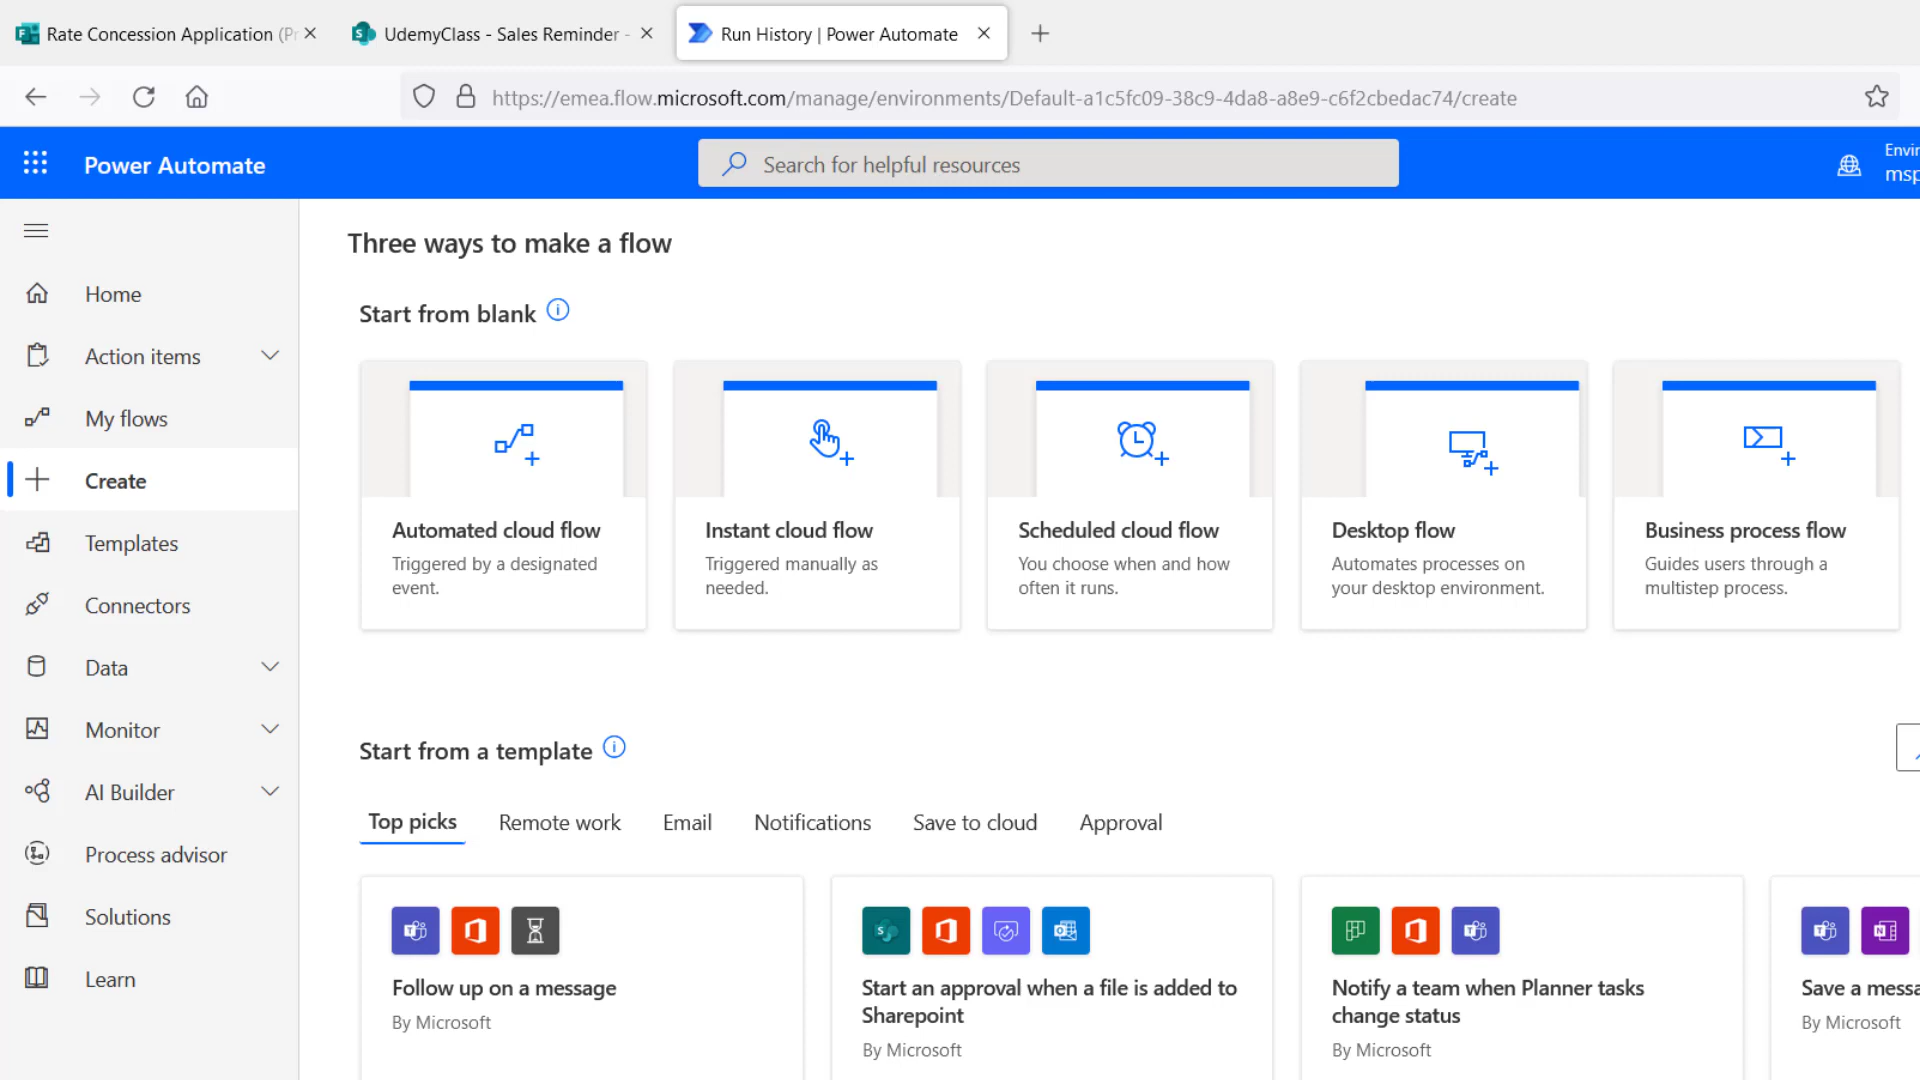 Rate Concession Application (Pr
UdemyClass - Sales Reminder -
Run History | Power Automate
https://emea.flow.microsoft.com/manage/environments/Default-a1c5fc09-38c9-4da8-a8e9-c6f2cbedac74/create
Power Automate
Search for helpful resources
Envir
msp
Three ways to make a flow
Home
Start from blank
Action items
My flows
Create
Automated cloud flow
Triggered by a designated
event.
Instant cloud flow
Triggered manually as
needed.
Scheduled cloud flow
You choose when and how
often it runs.
Desktop flow
Automates processes on
your desktop environment.
Business process flow
Guides users through a
multistep process.
Templates
Connectors
Data
Monitor
AI Builder
Process advisor
Solutions
Learn
Start from a template
Top picks
Remote work
Email
Notifications
Save to cloud
Approval
Follow up on a message
By Microsoft
Start an approval when a file is added to
Sharepoint
By Microsoft
Notify a team when Planner tasks
change status
By Microsoft
Save a messa
By Microsoft